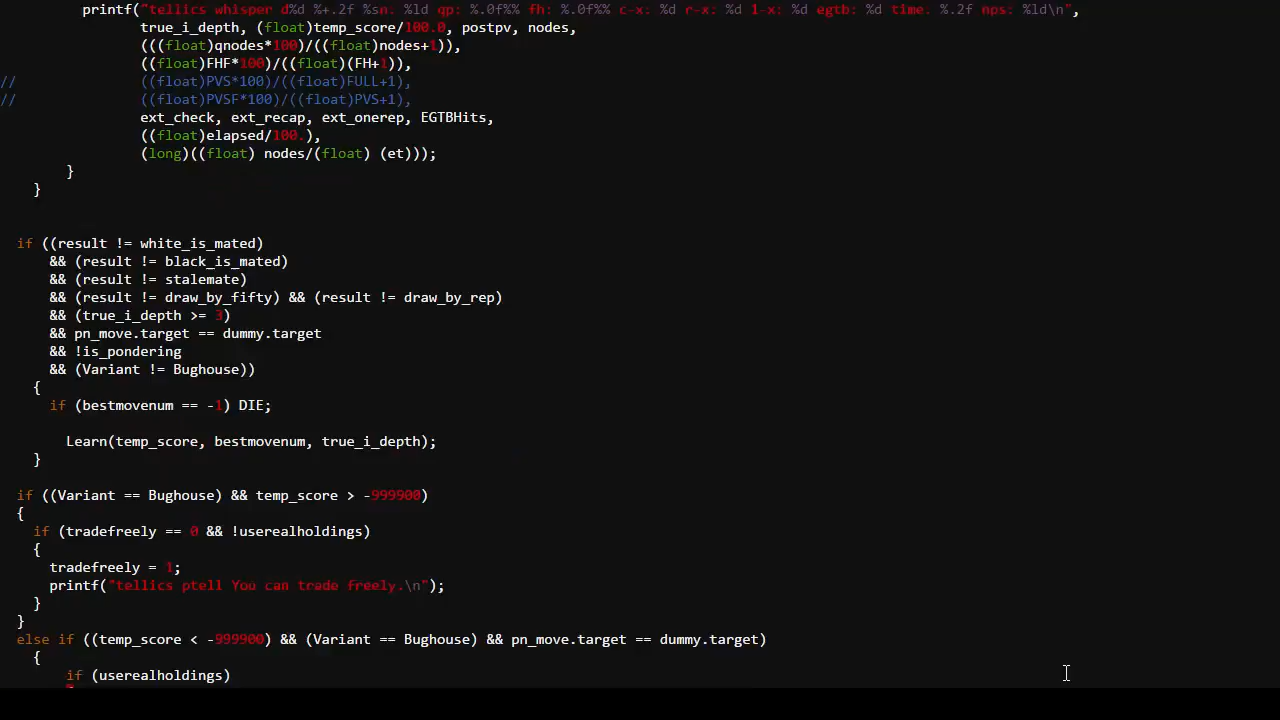 printf("tellics whisper d%d %+.2f %sn: %ld qp: %.0f%% fh: %.0f%% c-x: %d r-x: %d 1-x: %d egtb: %d time: %.2f nps: %ld\n",
true_i_depth, (float)temp_score/100.0, postpv, nodes,
(((float)qnodes*100)/((float)nodes+1)),
((float)FHF*100)/((float)(FH+1)),
// ((float)PVS*100)/((float)FULL+1),
// ((float)PVSF*100)/((float)PVS+1),
ext_check, ext_recap, ext_onerep, EGTBHits,
((float)elapsed/100.),
(long)((float) nodes/(float) (et)));
}
}
if ((result != white_is_mated)
&& (result != black_is_mated)
&& (result != stalemate)
&& (result != draw_by_fifty) && (result != draw_by_rep)
&& (true_i_depth >= 3)
&& pn_move.target == dummy.target
&& !is_pondering
&& (Variant != Bughouse))
{
if (bestmovenum == -1) DIE;
Learn(temp_score, bestmovenum, true_i_depth);
}
if ((Variant == Bughouse) && temp_score > -999900)
{
if (tradefreely == 0 && !userealholdings)
{
tradefreely = 1;
printf("tellics ptell You can trade freely.\n");
}
}
else if ((temp_score < -999900) && (Variant == Bughouse) && pn_move.target == dummy.target)
{
if (userealholdings)